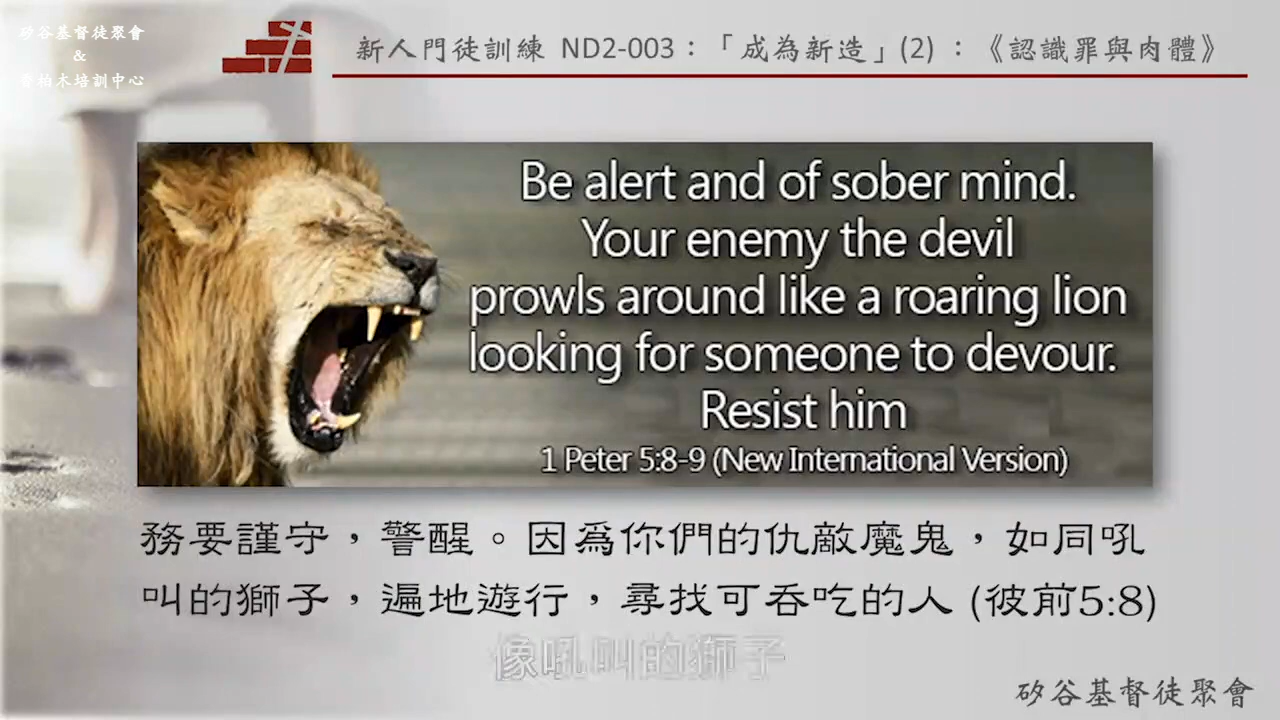 矽谷基督徒聚會
&
柏木培訓中心
新人門徒訓練 ND2-003：「成為新造」(2) ：《認識罪與肉體》
Be alert and of sober mind.
Your enemy the devil
prowls around like a roaring lion
looking for someone to devour.
Resist him
1 Peter 5:8-9 (New International Version)
務要謹守，警醒。因爲你們的仇敵魔鬼，如同吼
叫的獅子，遍地遊行，尋找可吞吃的人 (彼前5:8)
像吼叫的獅子
矽谷基督徒聚會